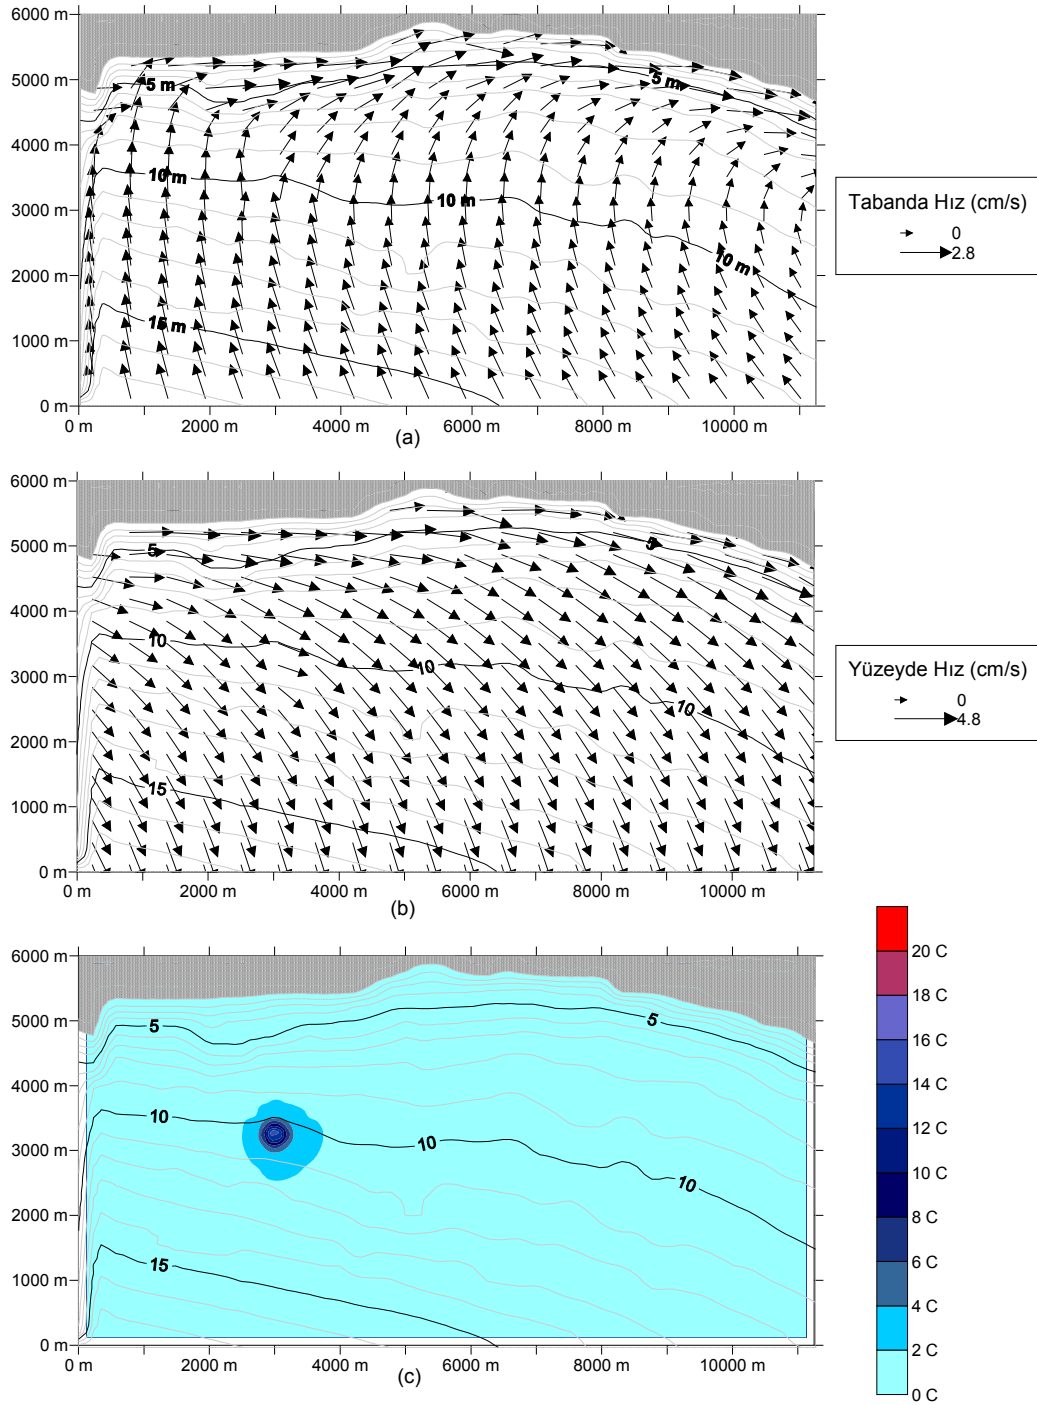 6000 m
5000 m
4000 m
3000 m
2000 m
1000 m
0 m
5 m
5 m
10 m
10 m
10 m
15 m
0 m
2000 m
4000 m
6000 m
8000 m
10000 m
(a)
Tabanda Hız (cm/s)
0
2.8
6000 m
5000 m
4000 m
3000 m
2000 m
1000 m
0 m
5
5
10
10
10
15
0 m
2000 m
4000 m
6000 m
8000 m
10000 m
(b)
Yüzeyde Hız (cm/s)
0
4.8
6000 m
5000 m
4000 m
3000 m
2000 m
1000 m
0 m
5
5
10
10
10
15
0 m
2000 m
4000 m
6000 m
8000 m
10000 m
(c)
20 C
18 C
16 C
14 C
12 C
10 C
8 C
6 C
4 C
2 C
0 C